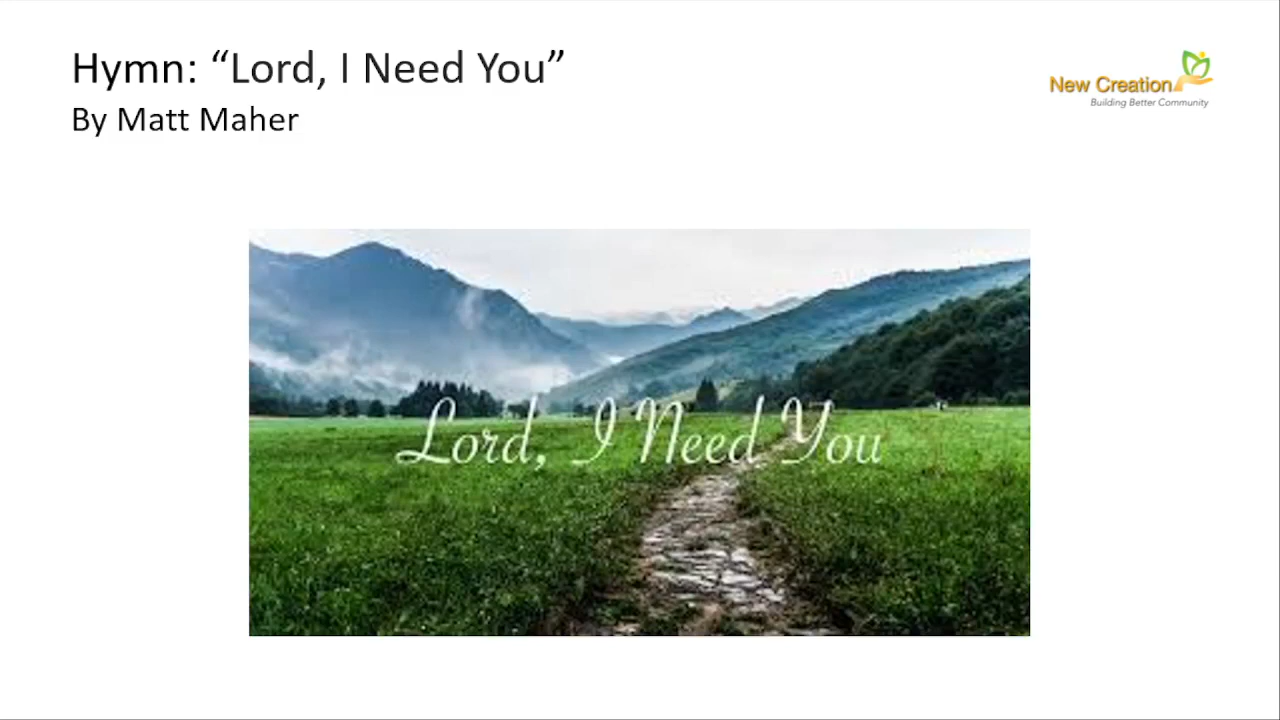 Hymn: “Lord, I Need You”
By Matt Maher
New Creation
Building Better Community
Lord, I Need You